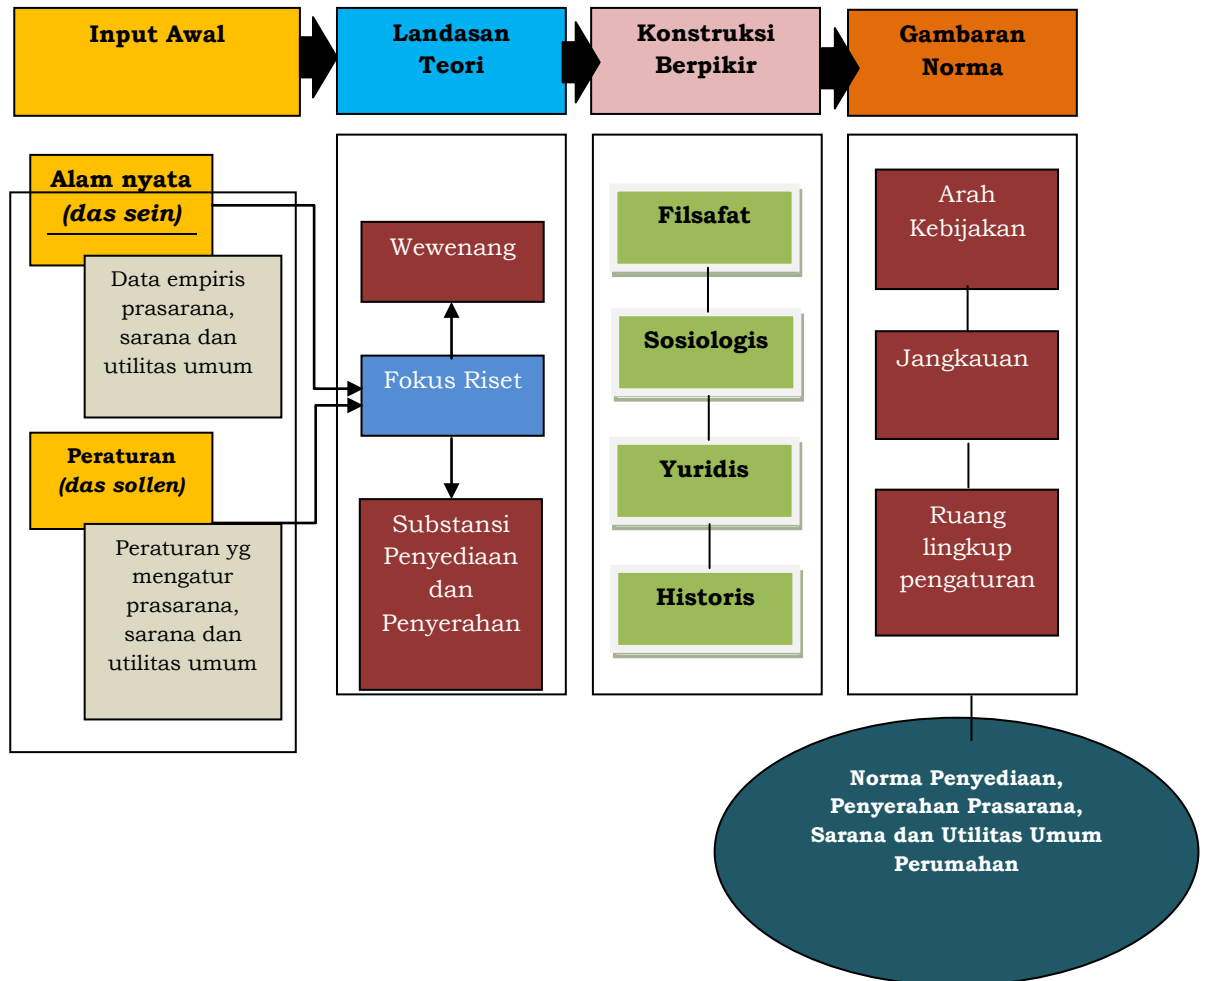 Input Awal
Landasan
Teori
Konstruksi
Berpikir
Gambaran
Norma
Alam nyata
(das sein)
Data empiris
prasarana,
sarana dan
utilitas umum
Peraturan
(das sollen)
Peraturan yg
mengatur
prasarana,
sarana dan
utilitas umum
Wewenang
Fokus Riset
Substansi
Penyediaan
dan
Penyerahan
Filsafat
Sosiologis
Yuridis
Historis
Arah
Kebijakan
Jangkauan
Ruang
lingkup
pengaturan
Norma Penyediaan,
Penyerahan Prasarana,
Sarana dan Utilitas Umum
Perumahan